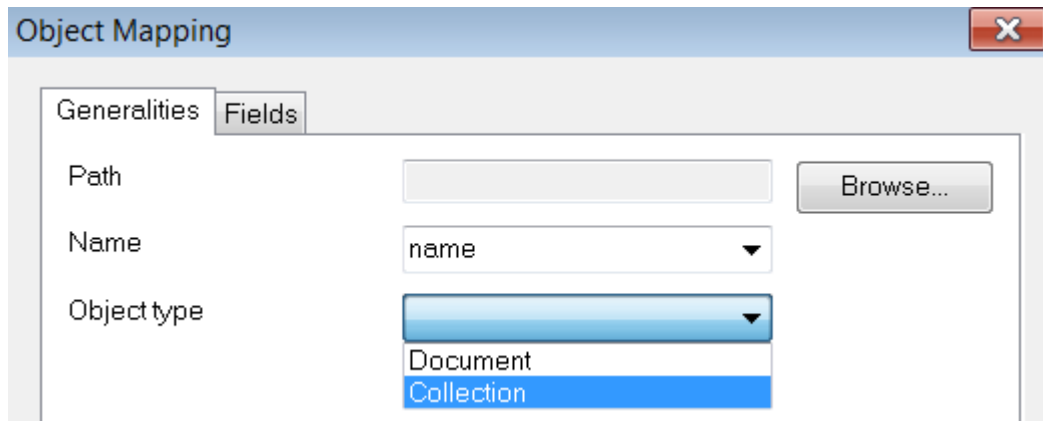 Object Mapping
Generalities Fields
Path Browse...
Name name
Object type
Document
Collection